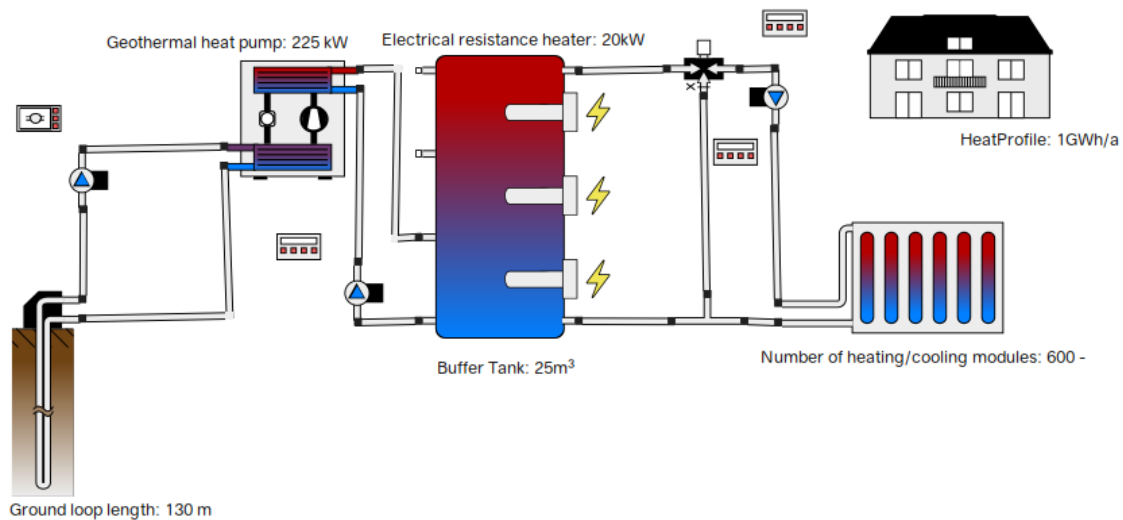 Geothermal heat pump: 225 kW
Electrical resistance heater: 20kW
HeatProfile: 1GWh/a
Buffer Tank: 25m³
Number of heating/cooling modules: 600 -
Ground loop length: 130 m